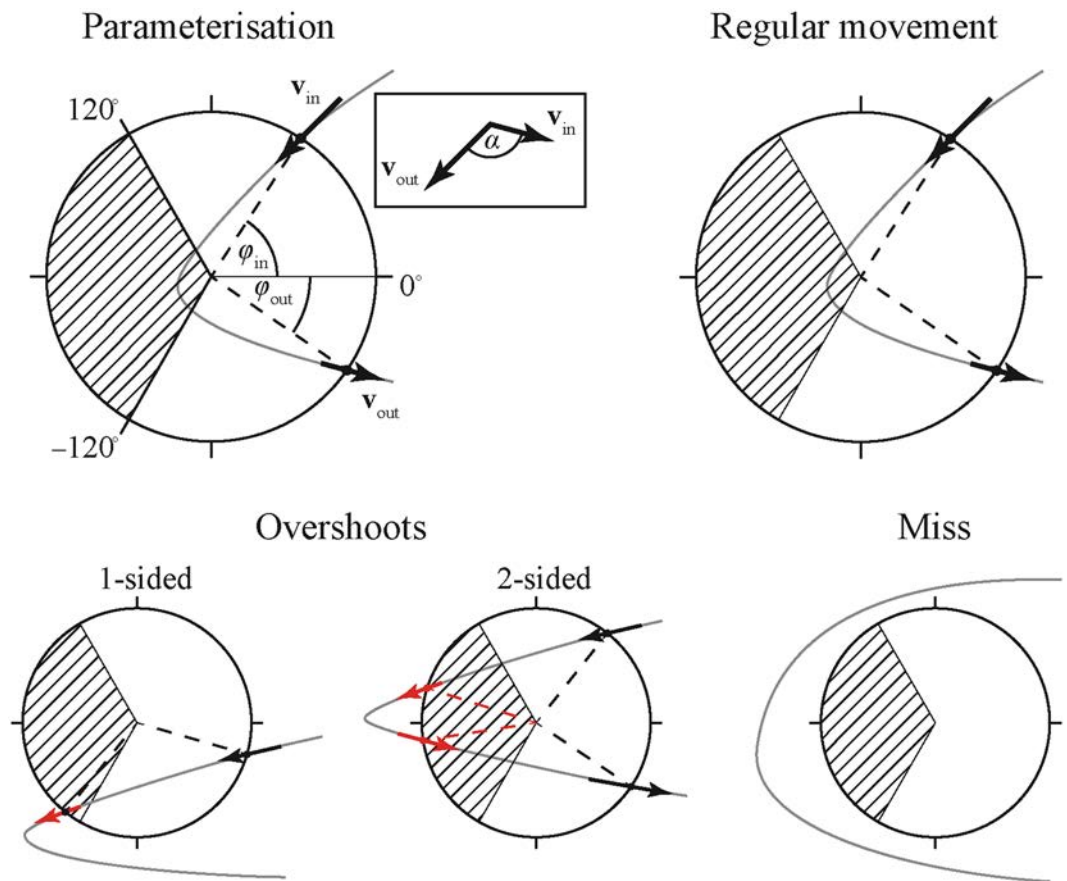 Parameterisation
Regular movement
v_in
120°
α
v_in
v_out
φ_in
φ_out
0°
v_out
−120°
Overshoots
Miss
1-sided
2-sided